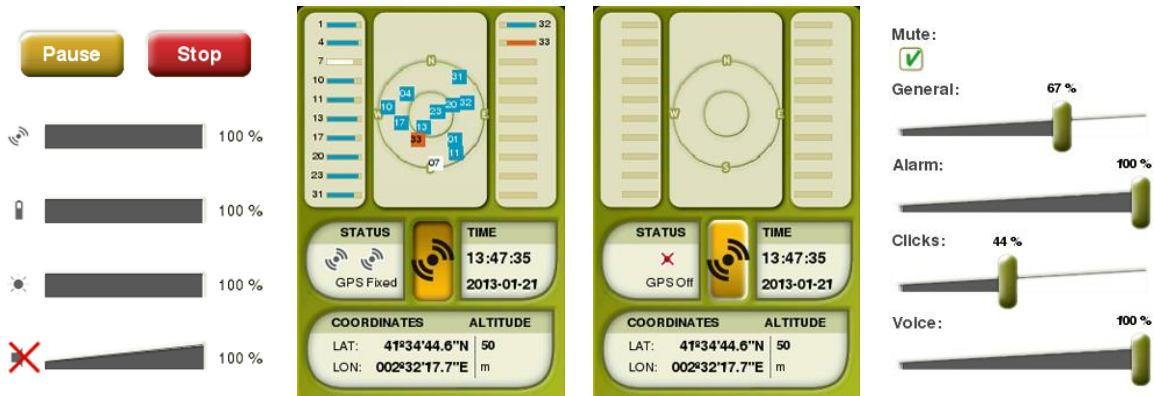 Pause
Stop
100 %
100 %
100 %
100 %
1
4
7
10
11
13
17
20
23
31
32
33
N
31
04
10
20
32
23
17
13
33
01
11
07
W
E
STATUS
GPS Fixed
TIME
13:47:35
2013-01-21
COORDINATES
ALTITUDE
LAT: 41º34'44.6"N
50
LON: 002º32'17.7"E
m
N
W
E
S
STATUS
GPS Off
TIME
13:47:35
2013-01-21
COORDINATES
ALTITUDE
LAT: 41º34'44.6"N
50
LON: 002º32'17.7"E
m
Mute:
General:
67 %
Alarm:
100 %
Clicks:
44 %
Voice:
100 %